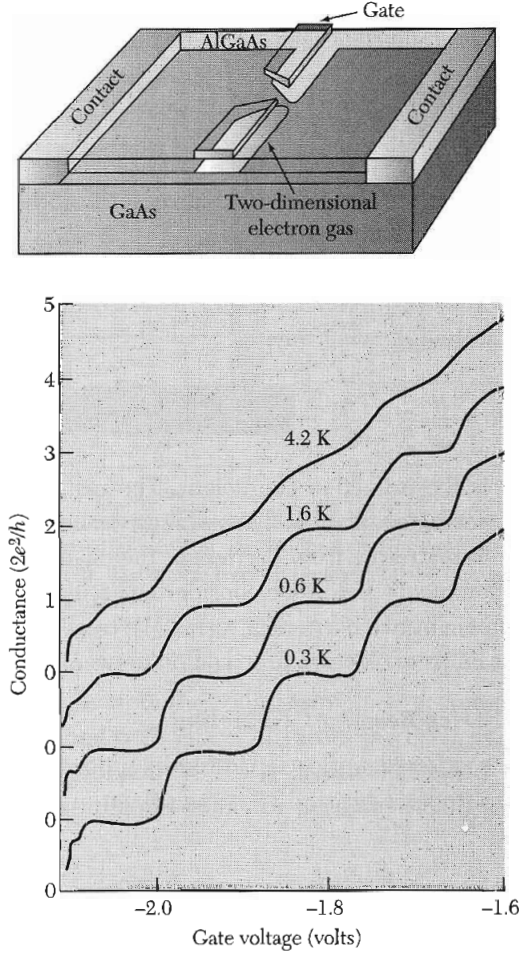 Gate
AlGaAs
Contact
Contact
GaAs
Two-dimensional
electron gas
5
4
3
2
1
0
0
0
0
Conductance (2e²/h)
4.2 K
1.6 K
0.6 K
0.3 K
−2.0
−1.8
−1.6
Gate voltage (volts)